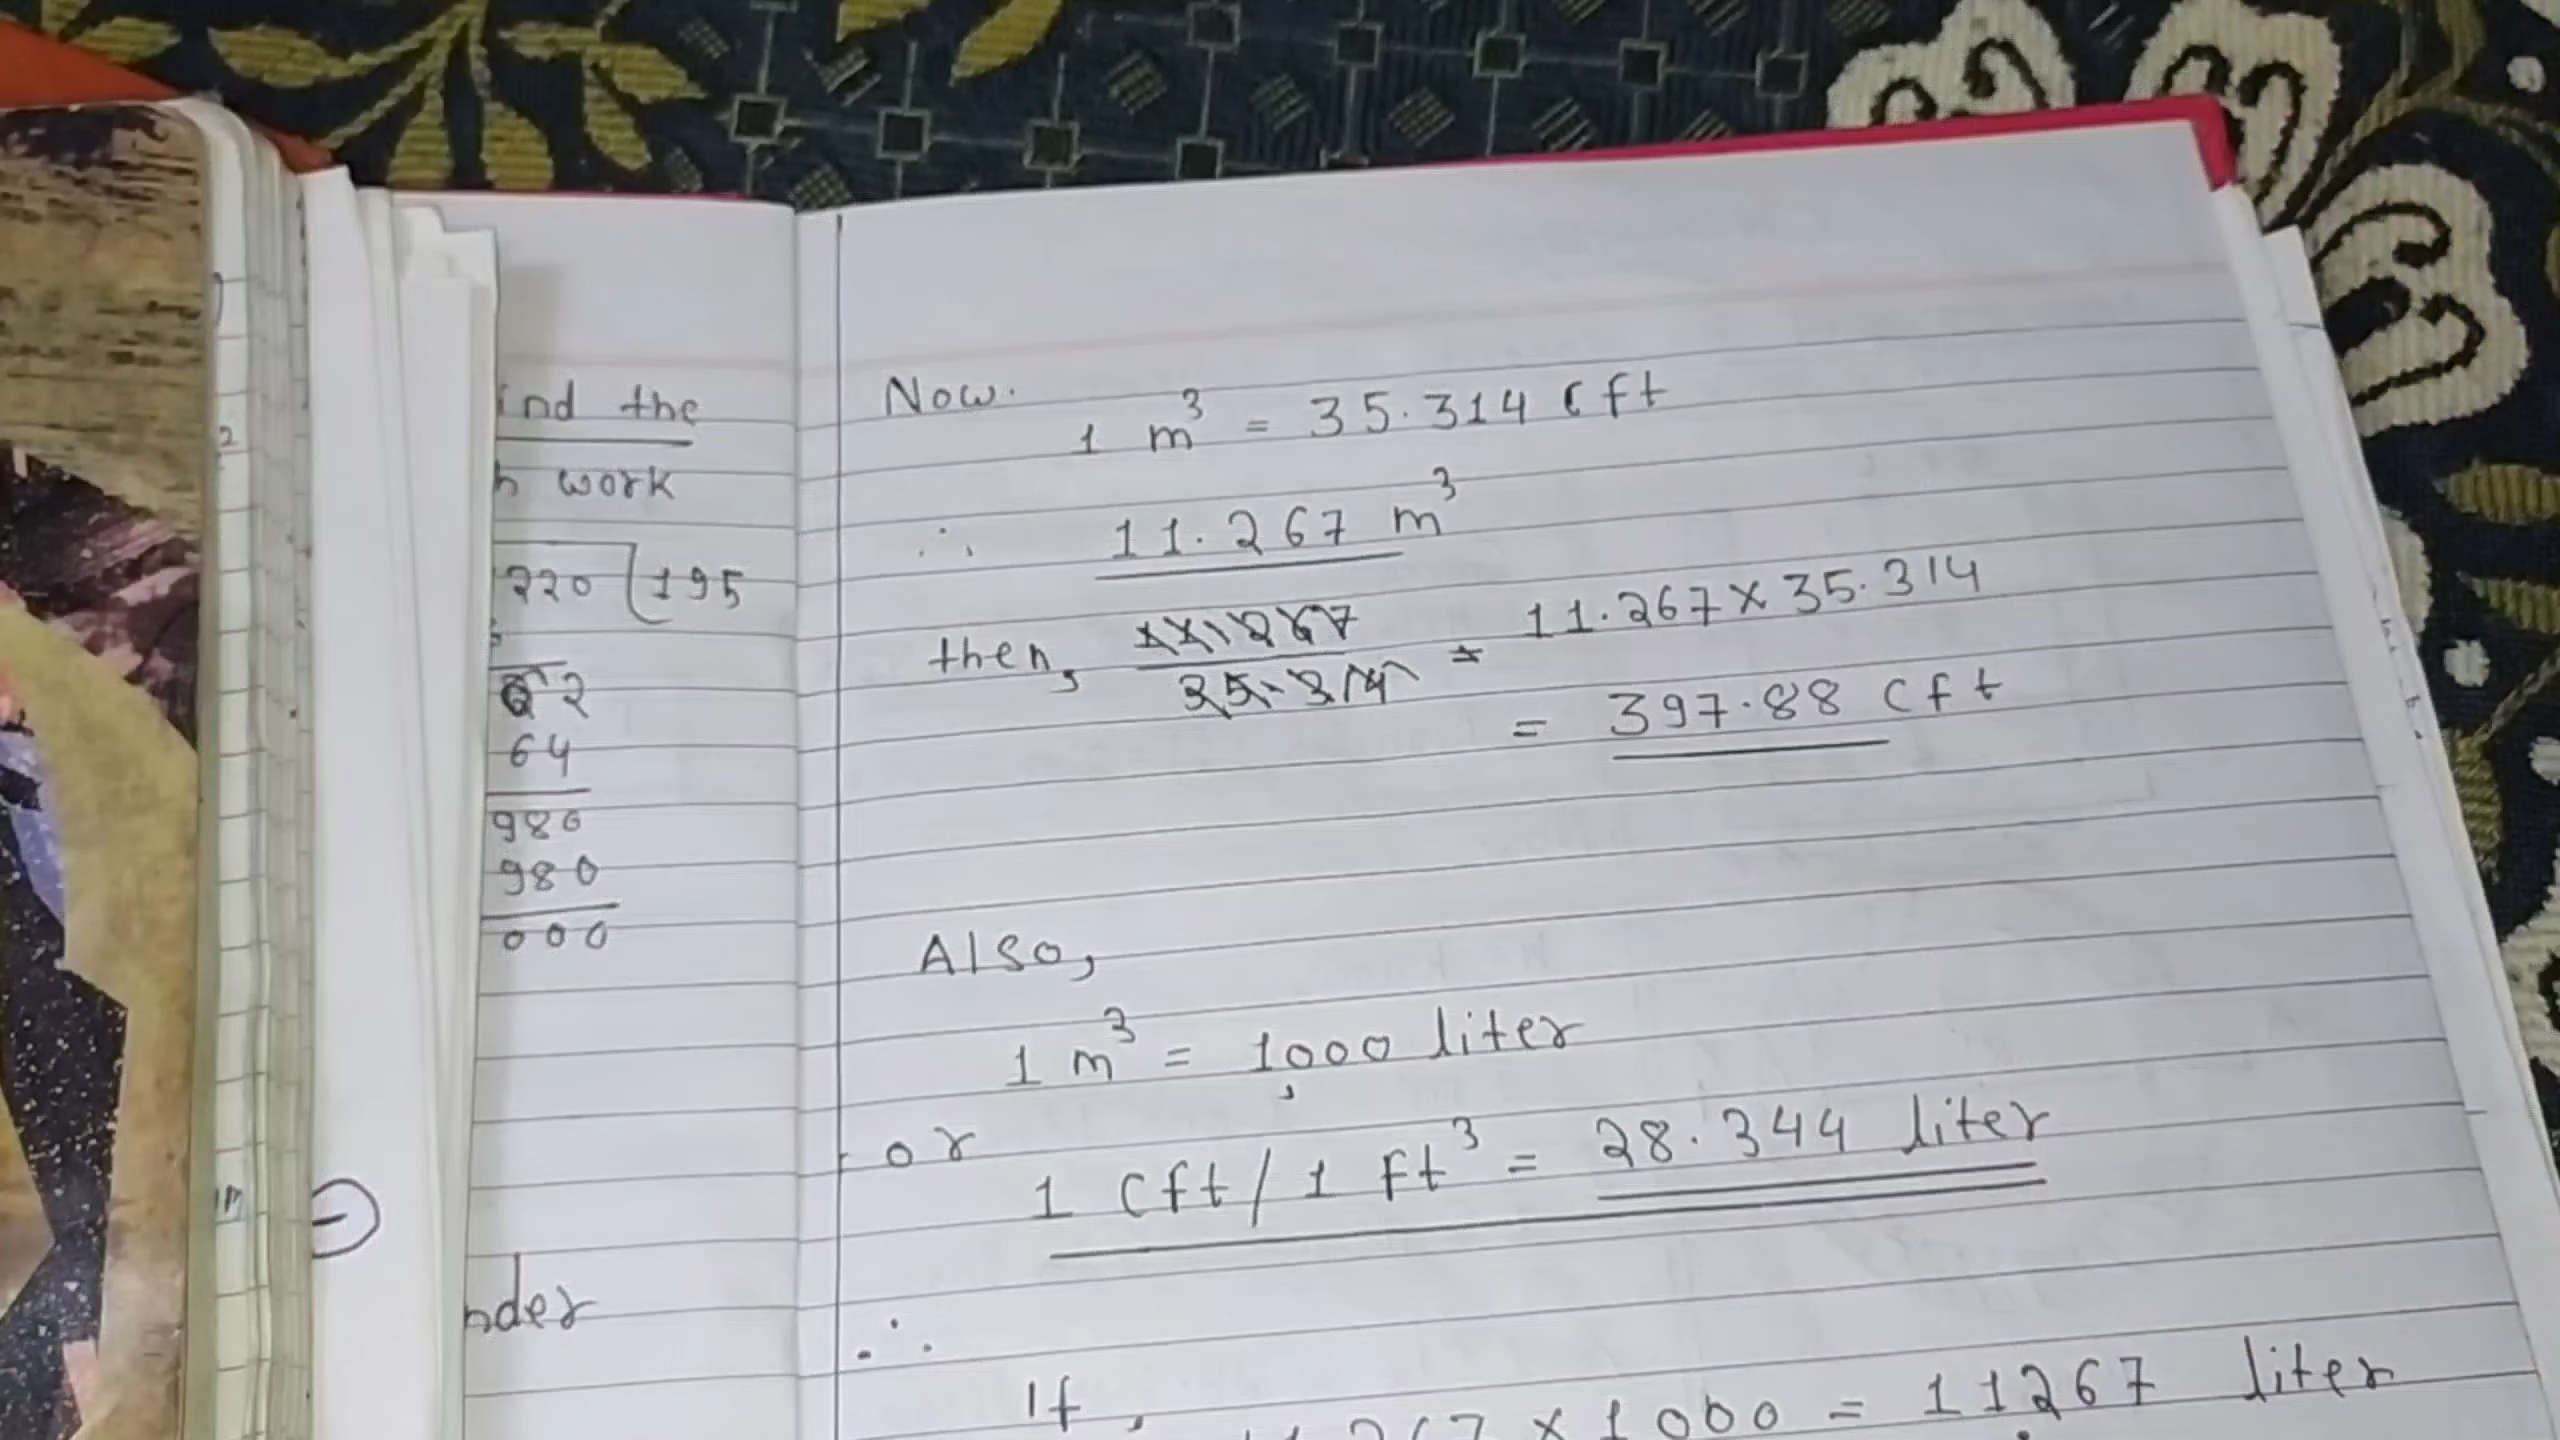 ind the
work
220 195
2
64
980
980
000
nder
Now.
1 m³ = 35.314 cft
∴ 11.267 m³
then, = 11.267 × 35.314
= 397.88 cft
Also,
1 m³ = 1000 liter
or
1 cft / 1 ft³ = 28.344 liter
∴
If,
× 1000 = 11267 liter